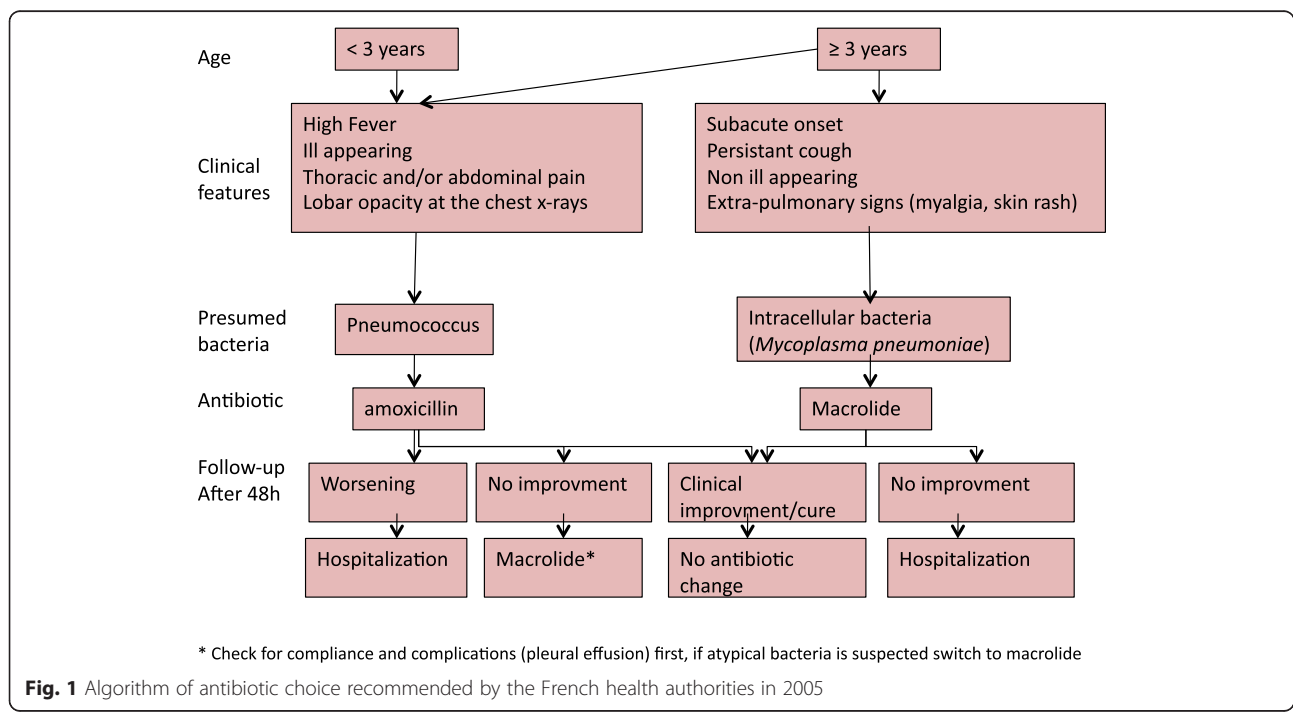 Age
< 3 years
≥ 3 years
Clinical
features
High Fever
Ill appearing
Thoracic and/or abdominal pain
Lobar opacity at the chest x-rays
Subacute onset
Persistant cough
Non ill appearing
Extra-pulmonary signs (myalgia, skin rash)
Presumed
bacteria
Pneumococcus
Intracellular bacteria
(Mycoplasma pneumoniae)
Antibiotic
amoxicillin
Macrolide
Follow-up
After 48h
Worsening
No improvment
Clinical
improvment/cure
No improvment
Hospitalization
Macrolide*
No antibiotic
change
Hospitalization
* Check for compliance and complications (pleural effusion) first, if atypical bacteria is suspected switch to macrolide
Fig. 1 Algorithm of antibiotic choice recommended by the French health authorities in 2005